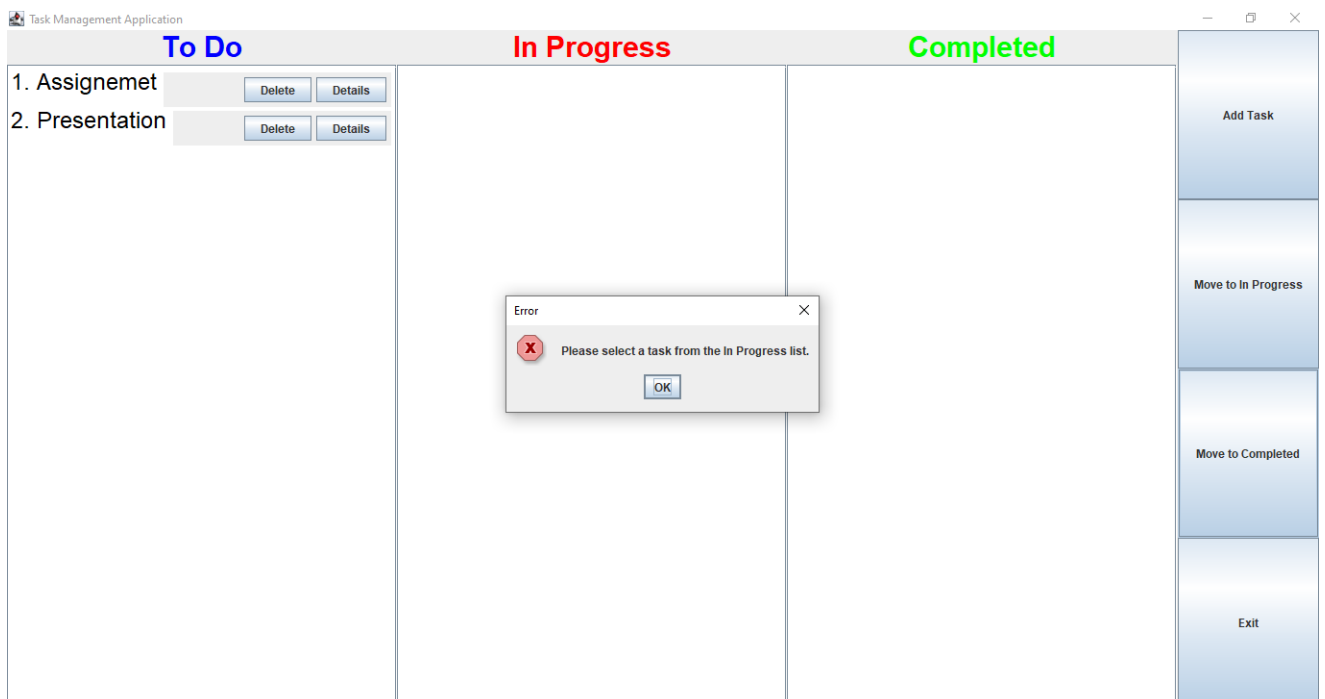 Task Management Application
To Do
In Progress
Completed
1. Assignemet
Delete
Details
2. Presentation
Delete
Details
Add Task
Move to In Progress
Move to Completed
Exit
Error
Please select a task from the In Progress list.
OK